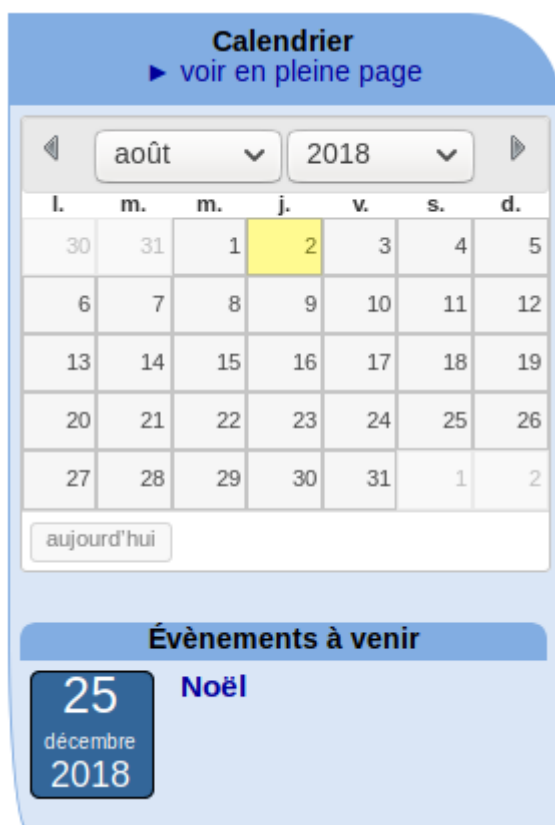 Calendrier
► voir en pleine page
août 2018
l. m. m. j. v. s. d.
30 31 1 2 3 4 5
6 7 8 9 10 11 12
13 14 15 16 17 18 19
20 21 22 23 24 25 26
27 28 29 30 31 1 2
aujourd'hui
Évènements à venir
25
décembre
2018
Noël